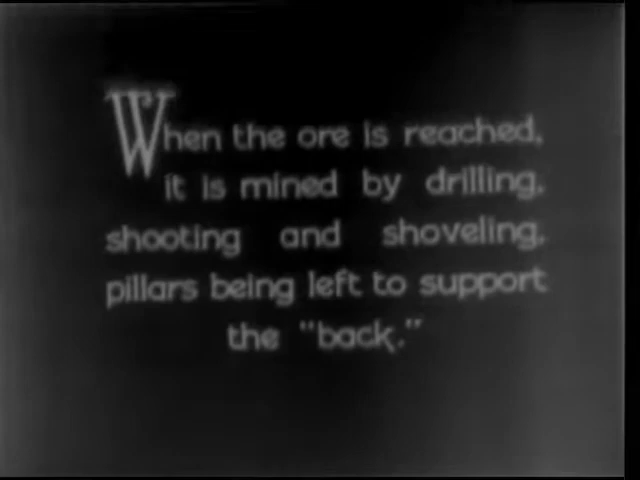 When the ore is reached,
it is mined by drilling,
shooting and shoveling,
pillars being left to support
the "back."